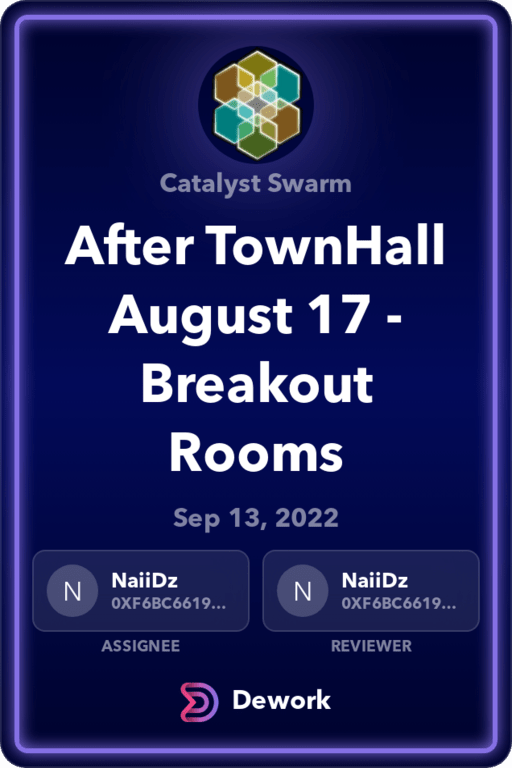 Catalyst Swarm
After TownHall
August 17 -
Breakout
Rooms
Sep 13, 2022
N
NaiiDz
0XF6BC6619...
ASSIGNEE
N
NaiiDz
0XF6BC6619...
REVIEWER
Dework